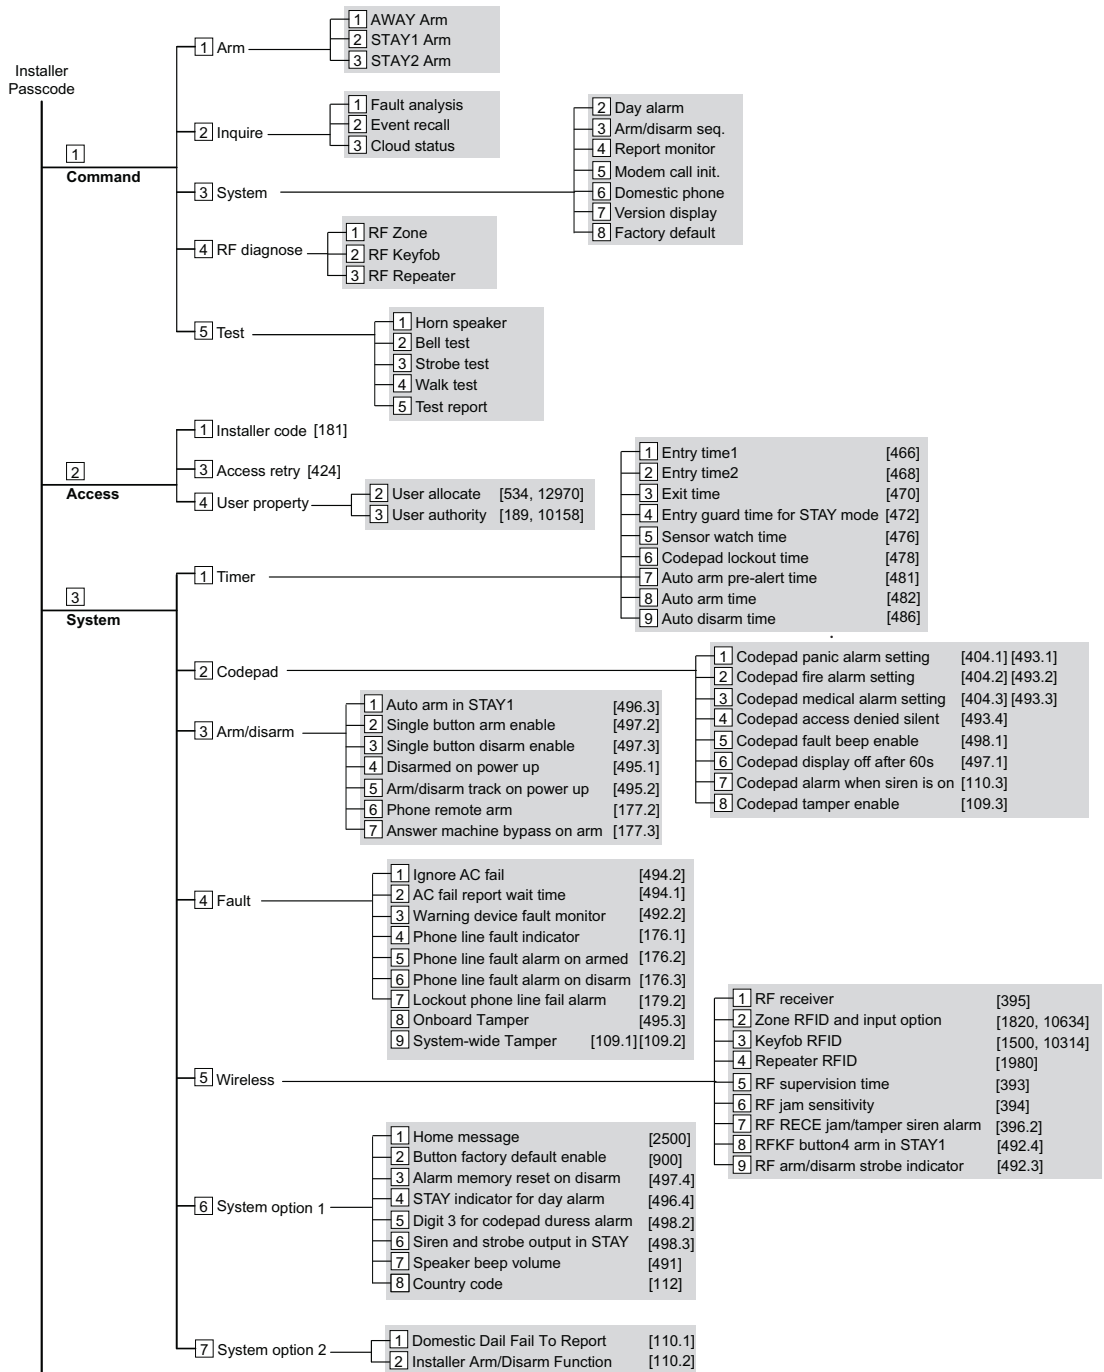 Installer
Passcode
1
Command
1 Arm
1 AWAY Arm
2 STAY1 Arm
3 STAY2 Arm
2 Inquire
1 Fault analysis
2 Event recall
3 Cloud status
3 System
2 Day alarm
3 Arm/disarm seq.
4 Report monitor
5 Modem call init.
6 Domestic phone
7 Version display
8 Factory default
4 RF diagnose
1 RF Zone
2 RF Keyfob
3 RF Repeater
5 Test
1 Horn speaker
2 Bell test
3 Strobe test
4 Walk test
5 Test report
2
Access
1 Installer code [181]
3 Access retry [424]
4 User property
2 User allocate [534, 12970]
3 User authority [189, 10158]
3
System
1 Timer
1 Entry time1 [466]
2 Entry time2 [468]
3 Exit time [470]
4 Entry guard time for STAY mode [472]
5 Sensor watch time [476]
6 Codepad lockout time [478]
7 Auto arm pre-alert time [481]
8 Auto arm time [482]
9 Auto disarm time [486]
2 Codepad
1 Codepad panic alarm setting [404.1] [493.1]
2 Codepad fire alarm setting [404.2] [493.2]
3 Codepad medical alarm setting [404.3] [493.3]
4 Codepad access denied silent [493.4]
5 Codepad fault beep enable [498.1]
6 Codepad display off after 60s [497.1]
7 Codepad alarm when siren is on [110.3]
8 Codepad tamper enable [109.3]
3 Arm/disarm
1 Auto arm in STAY1 [496.3]
2 Single button arm enable [497.2]
3 Single button disarm enable [497.3]
4 Disarmed on power up [495.1]
5 Arm/disarm track on power up [495.2]
6 Phone remote arm [177.2]
7 Answer machine bypass on arm [177.3]
4 Fault
1 Ignore AC fail [494.2]
2 AC fail report wait time [494.1]
3 Warning device fault monitor [492.2]
4 Phone line fault indicator [176.1]
5 Phone line fault alarm on armed [176.2]
6 Phone line fault alarm on disarm [176.3]
7 Lockout phone line fail alarm [179.2]
8 Onboard Tamper [495.3]
9 System-wide Tamper [109.1][109.2]
5 Wireless
1 RF receiver [395]
2 Zone RFID and input option [1820, 10634]
3 Keyfob RFID [1500, 10314]
4 Repeater RFID [1980]
5 RF supervision time [393]
6 RF jam sensitivity [394]
7 RF RECE jam/tamper siren alarm [396.2]
8 RFKF button4 arm in STAY1 [492.4]
9 RF arm/disarm strobe indicator [492.3]
6 System option 1
1 Home message [2500]
2 Button factory default enable [900]
3 Alarm memory reset on disarm [497.4]
4 STAY indicator for day alarm [496.4]
5 Digit 3 for codepad duress alarm [498.2]
6 Siren and strobe output in STAY [498.3]
7 Speaker beep volume [491]
8 Country code [112]
7 System option 2
1 Domestic Dail Fail To Report [110.1]
2 Installer Arm/Disarm Function [110.2]